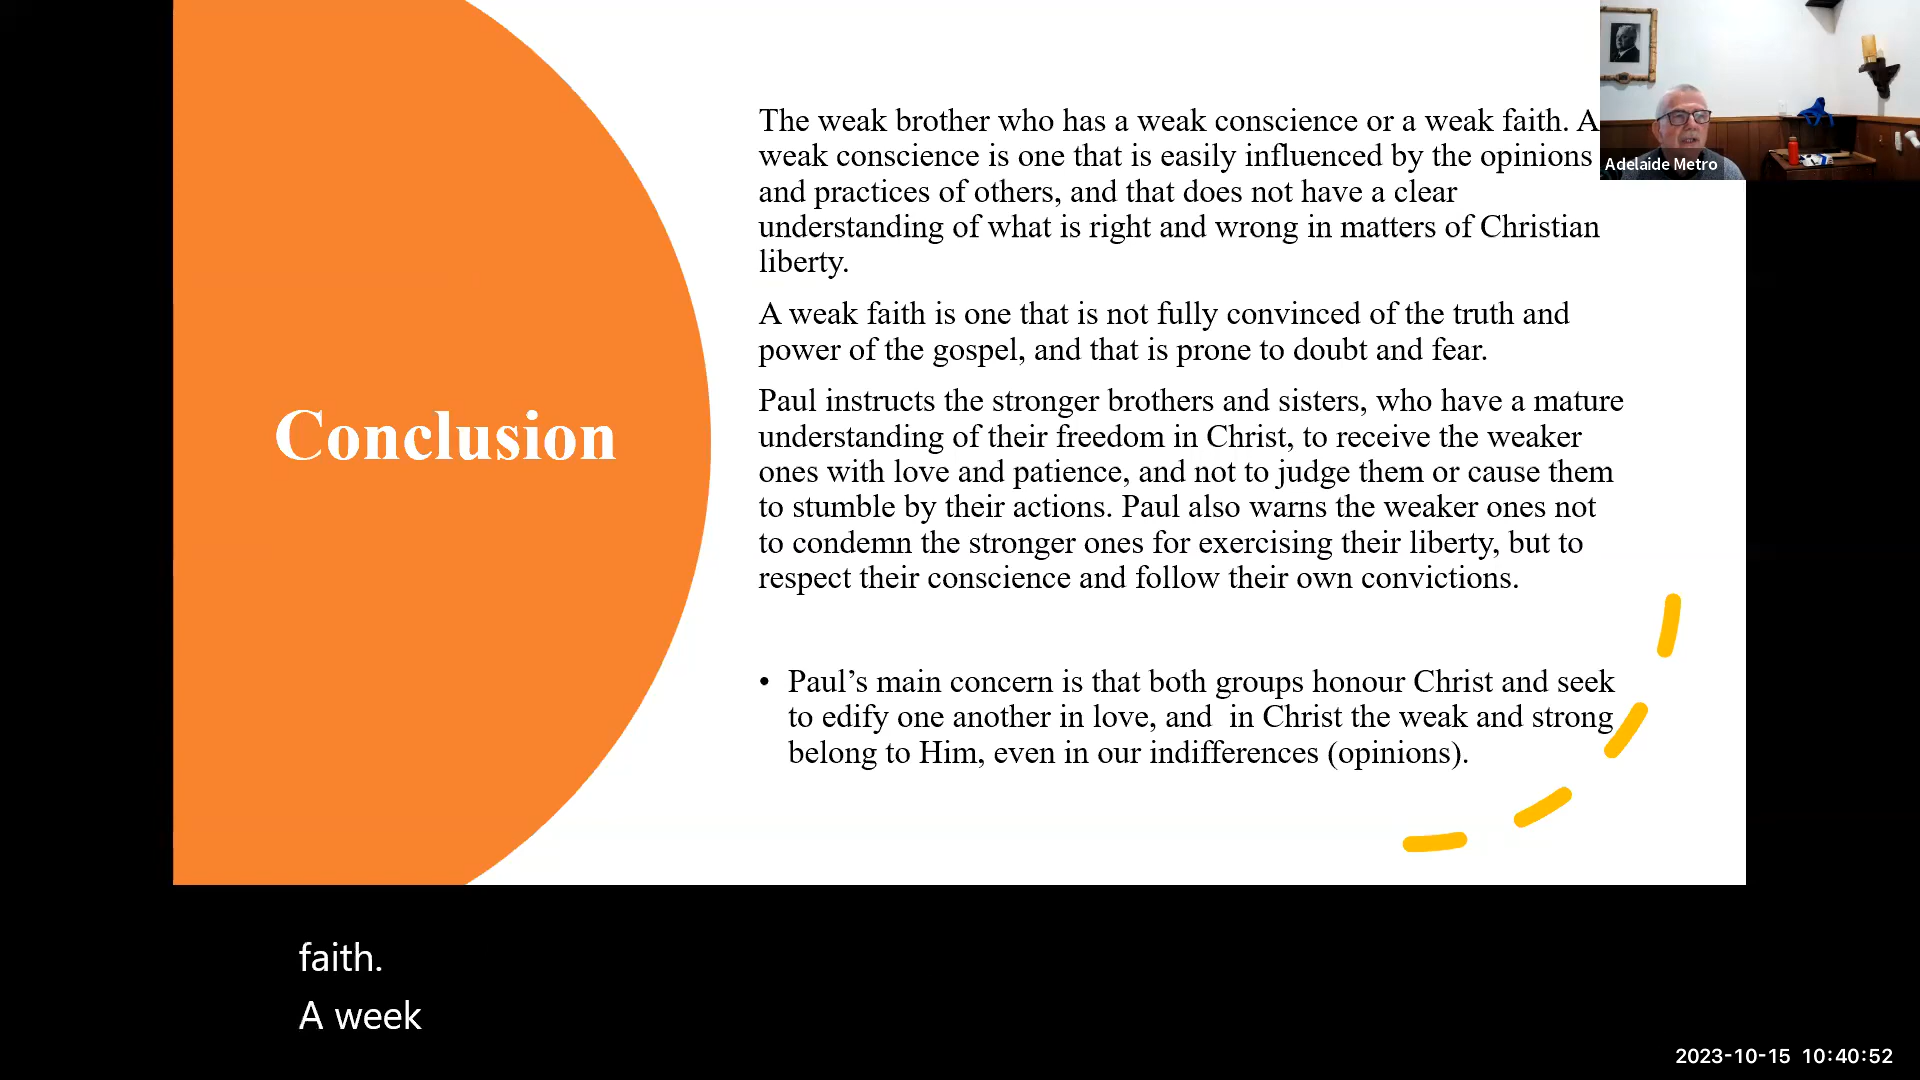 Conclusion
The weak brother who has a weak conscience or a weak faith. A
weak conscience is one that is easily influenced by the opinions
and practices of others, and that does not have a clear
understanding of what is right and wrong in matters of Christian
liberty.
A weak faith is one that is not fully convinced of the truth and
power of the gospel, and that is prone to doubt and fear.
Paul instructs the stronger brothers and sisters, who have a mature
understanding of their freedom in Christ, to receive the weaker
ones with love and patience, and not to judge them or cause them
to stumble by their actions. Paul also warns the weaker ones not
to condemn the stronger ones for exercising their liberty, but to
respect their conscience and follow their own convictions.
• Paul’s main concern is that both groups honour Christ and seek
to edify one another in love, and  in Christ the weak and strong
belong to Him, even in our indifferences (opinions).
Adelaide Metro
faith.
A week
2023-10-15 10:40:52